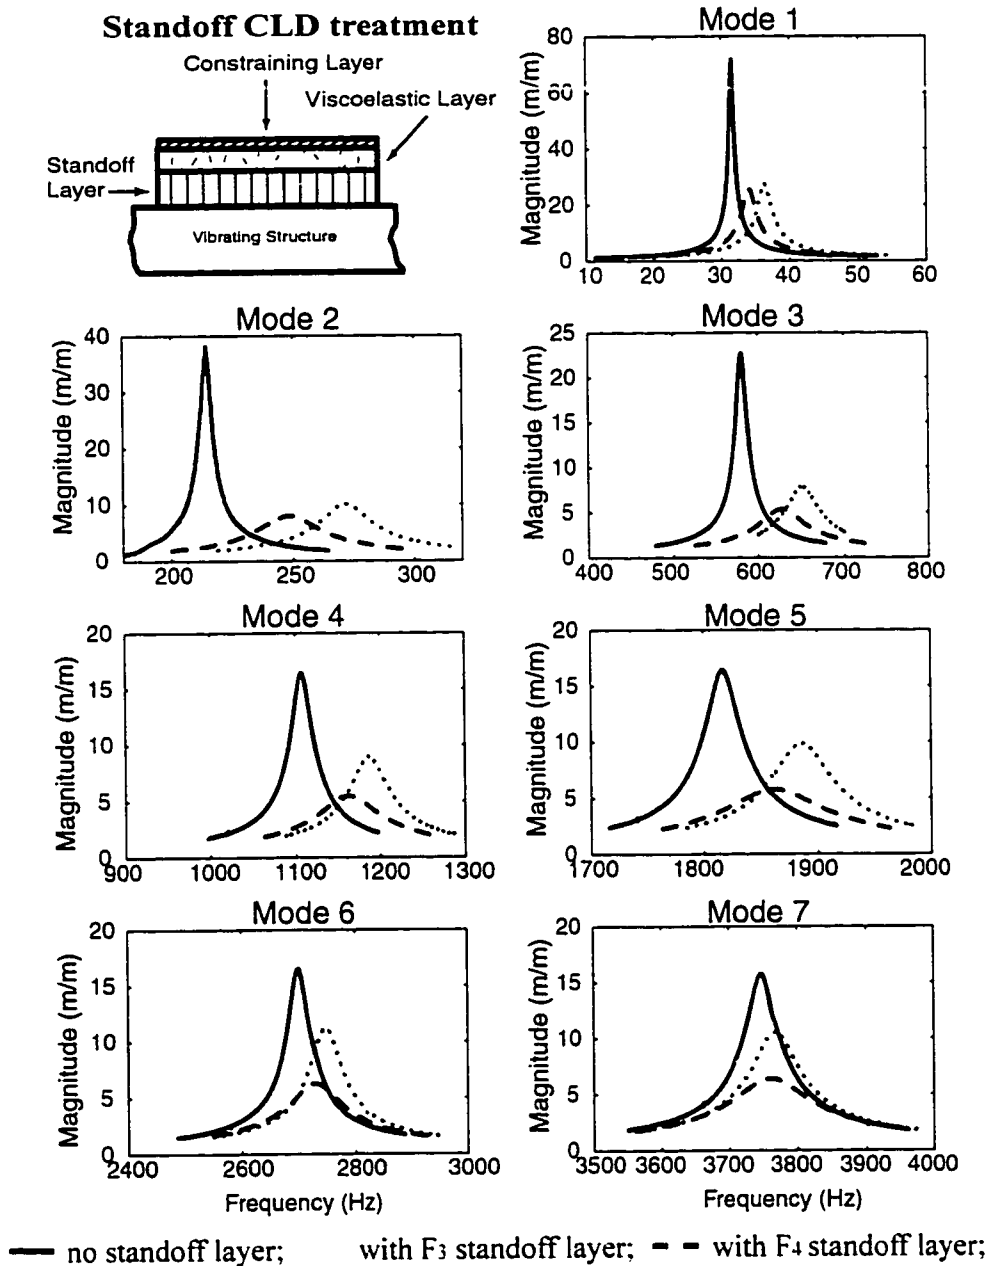 Standoff CLD treatment
Constraining Layer
Viscoelastic Layer
Standoff
Layer
Vibrating Structure
Mode 1
Magnitude (m/m)
80
60
40
20
0
10 20 30 40 50 60
Mode 2
Magnitude (m/m)
40
30
20
10
0
200 250 300
Mode 3
Magnitude (m/m)
25
20
15
10
5
0
400 500 600 700 800
Mode 4
Magnitude (m/m)
20
15
10
5
0
900 1000 1100 1200 1300
Mode 5
Magnitude (m/m)
20
15
10
5
0
1700 1800 1900 2000
Mode 6
Magnitude (m/m)
20
15
10
5
0
2400 2600 2800 3000
Frequency (Hz)
Mode 7
Magnitude (m/m)
20
15
10
5
0
3500 3600 3700 3800 3900 4000
Frequency (Hz)
no standoff layer; with F3 standoff layer; with F4 standoff layer;